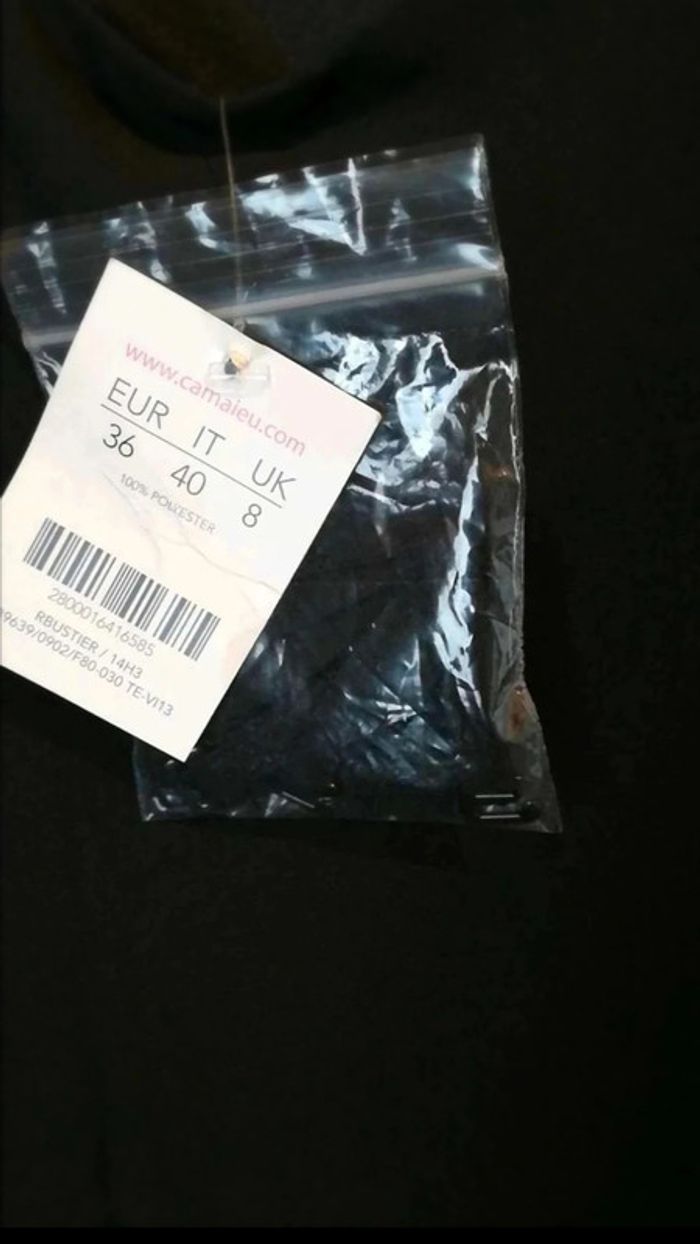 www.camaieu.com
EUR IT UK
36 40 8
100% POLYESTER
2800016416585
RBUSTIER / 14H3
9639/0902/F80-030 TE-VI13